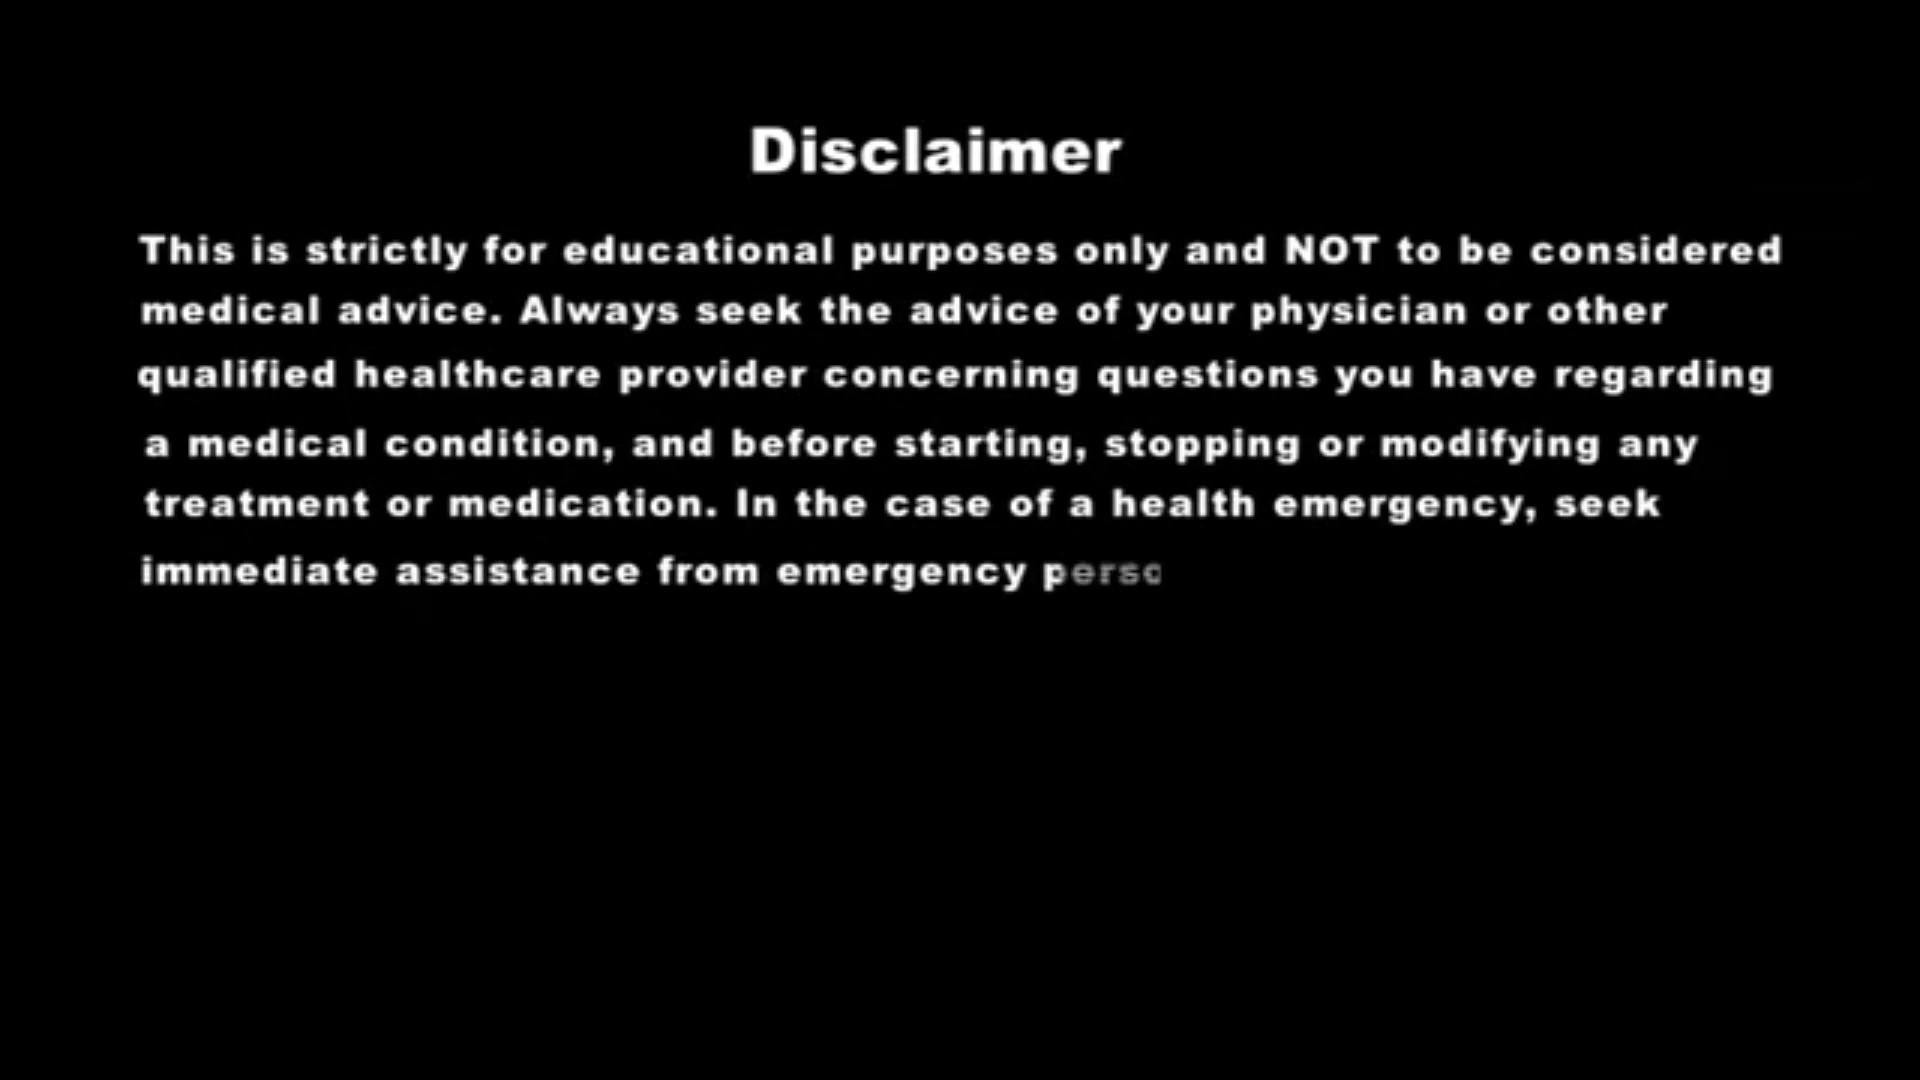 Disclaimer
This is strictly for educational purposes only and NOT to be considered
medical advice. Always seek the advice of your physician or other
qualified healthcare provider concerning questions you have regarding
a medical condition, and before starting, stopping or modifying any
treatment or medication. In the case of a health emergency, seek
immediate assistance from emergency perso